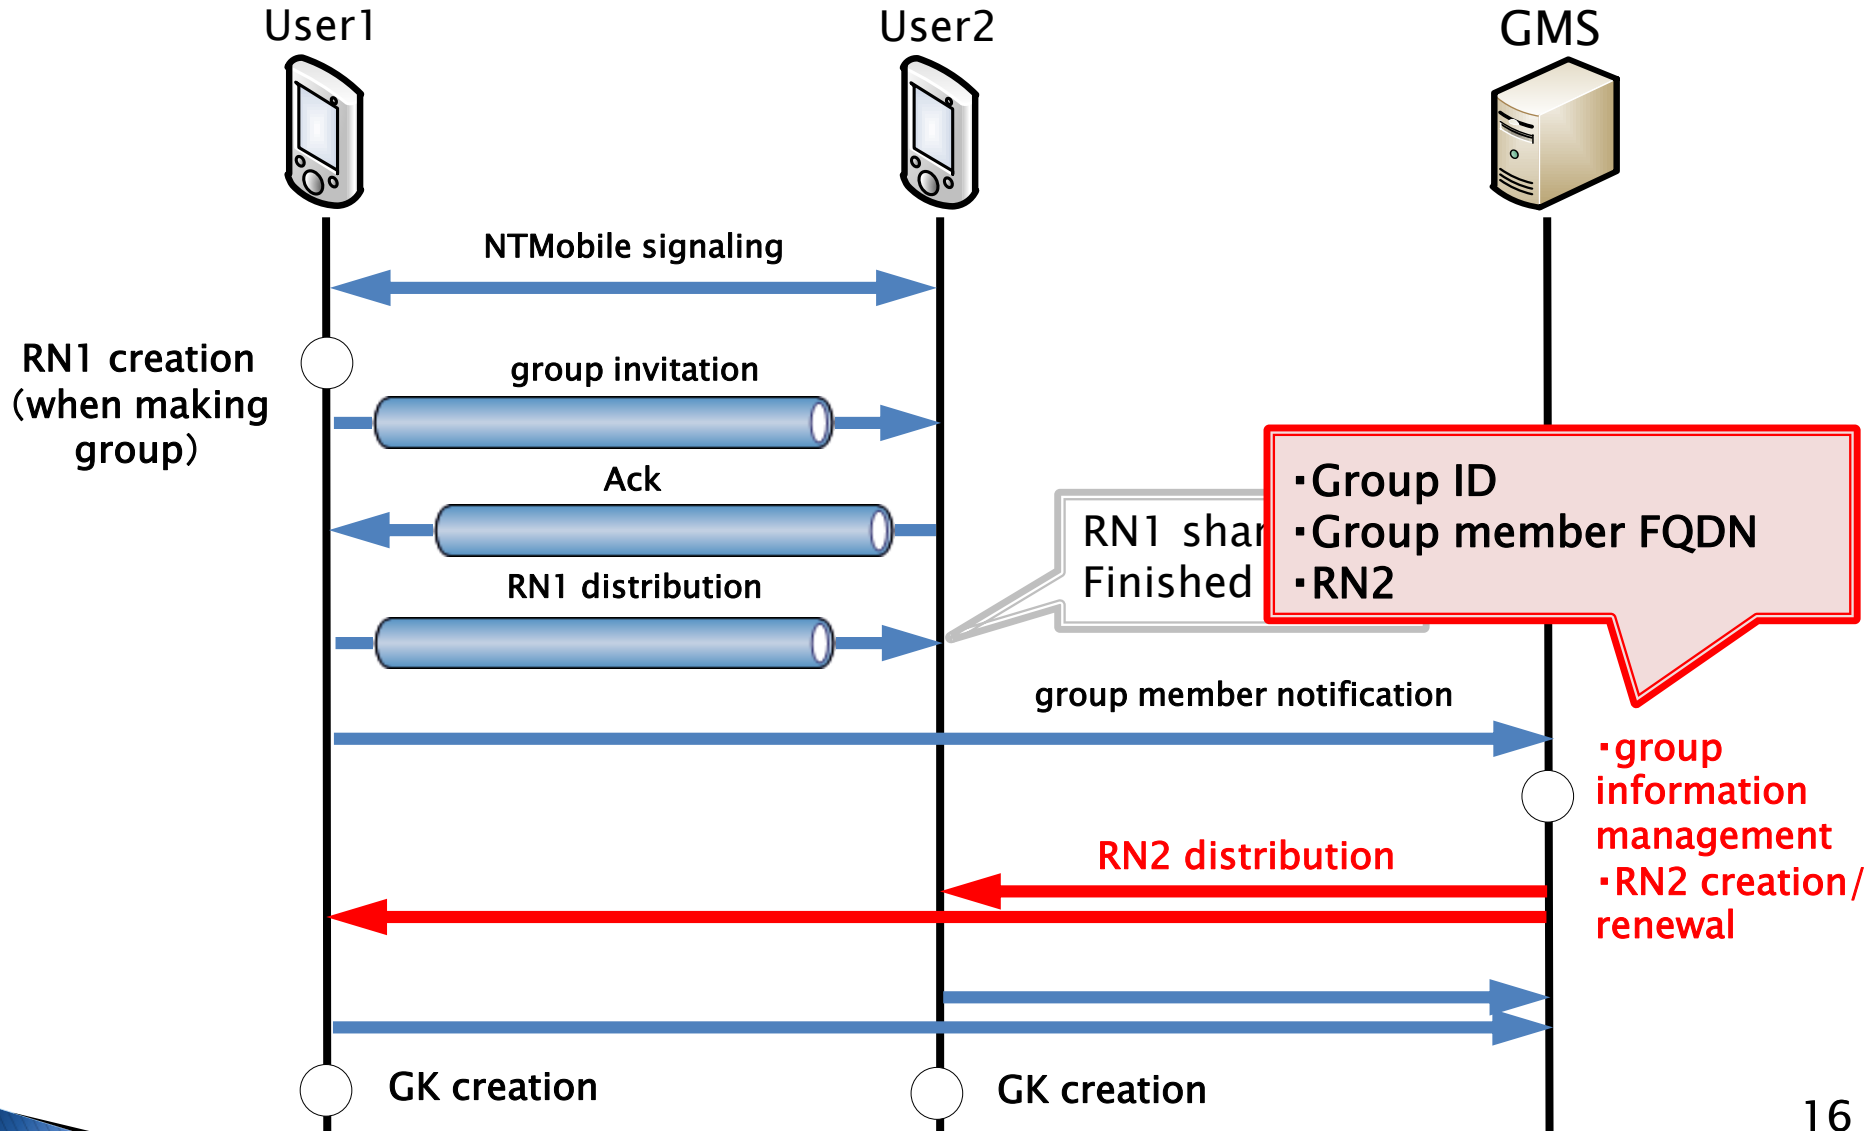 User1
User2
GMS
NTMobile signaling
RN1 creation
(when making
group)
group invitation
Ack
RN1 distribution
RN1 shar
Finished
・Group ID
・Group member FQDN
・RN2
group member notification
・group
information
management
・RN2 creation/
renewal
RN2 distribution
GK creation
GK creation
16